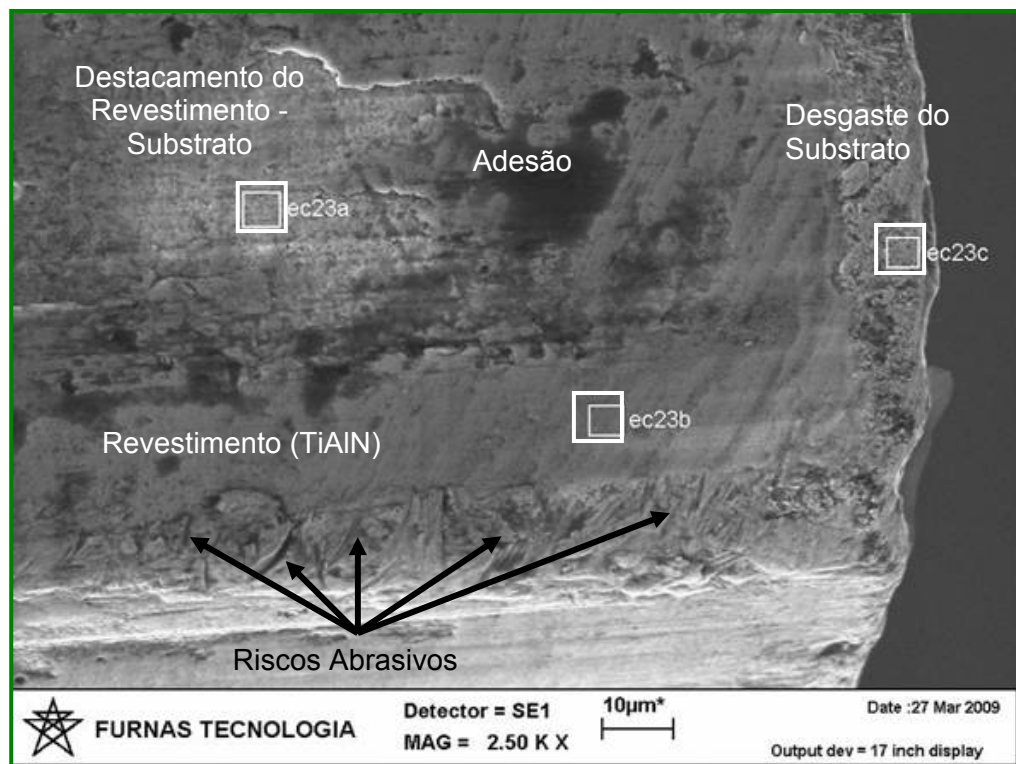 Destacamento do
Revestimento -
Substrato
Adesão
Desgaste do
Substrato
ec23a
ec23c
ec23b
Revestimento (TiAlN)
Riscos Abrasivos
FURNAS TECNOLOGIA
Detector = SE1
MAG = 2.50 K X
10µm*
Date :27 Mar 2009
Output dev = 17 inch display